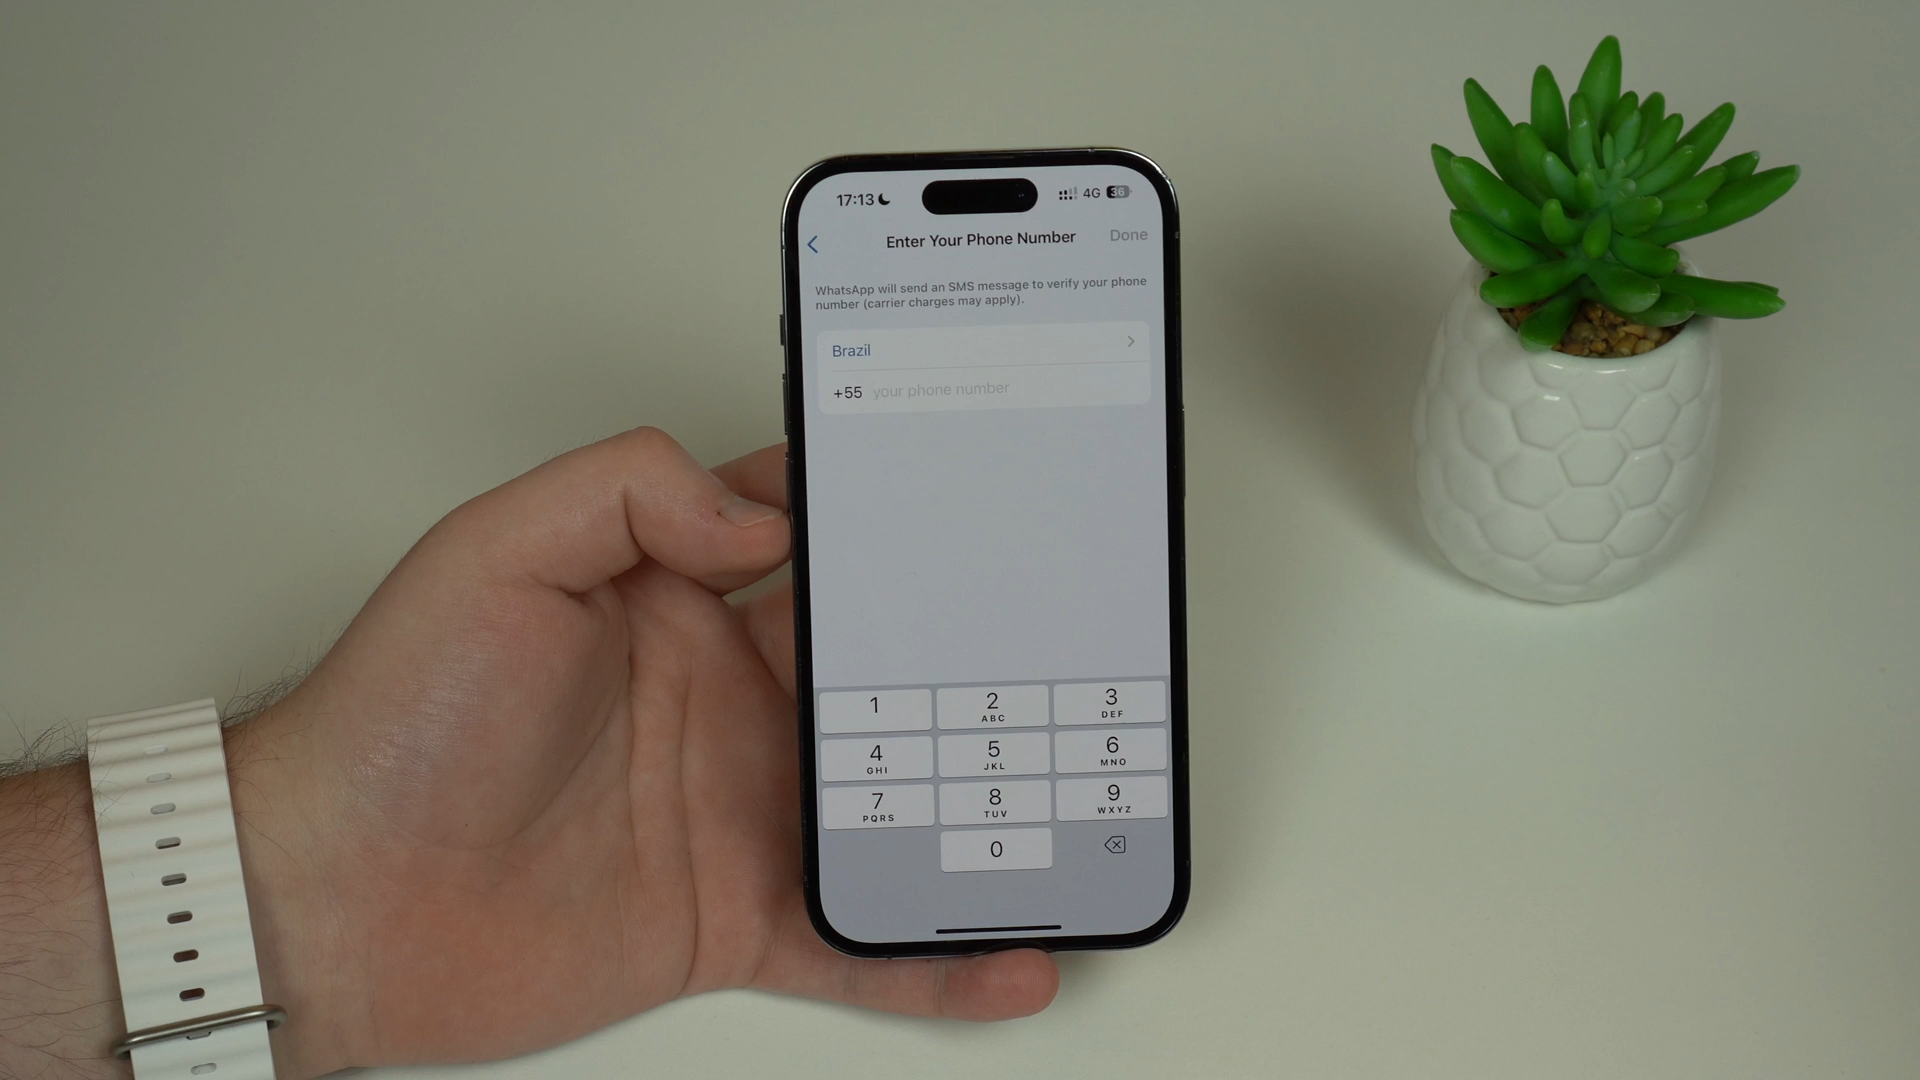 17:13 4G 36
Enter Your Phone Number Done
WhatsApp will send an SMS message to verify your phone
number (carrier charges may apply).
Brazil
+55 your phone number
1 2 3
ABC DEF
4 5 6
GHI JKL MNO
7 8 9
PQRS TUV WXYZ
0